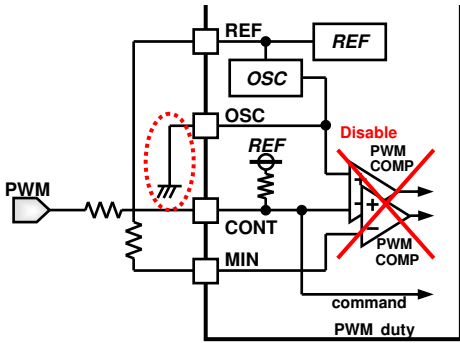 REF
REF
OSC
OSC
Disable
REF
PWM
COMP
PWM
CONT
PWM
COMP
MIN
command
PWM duty